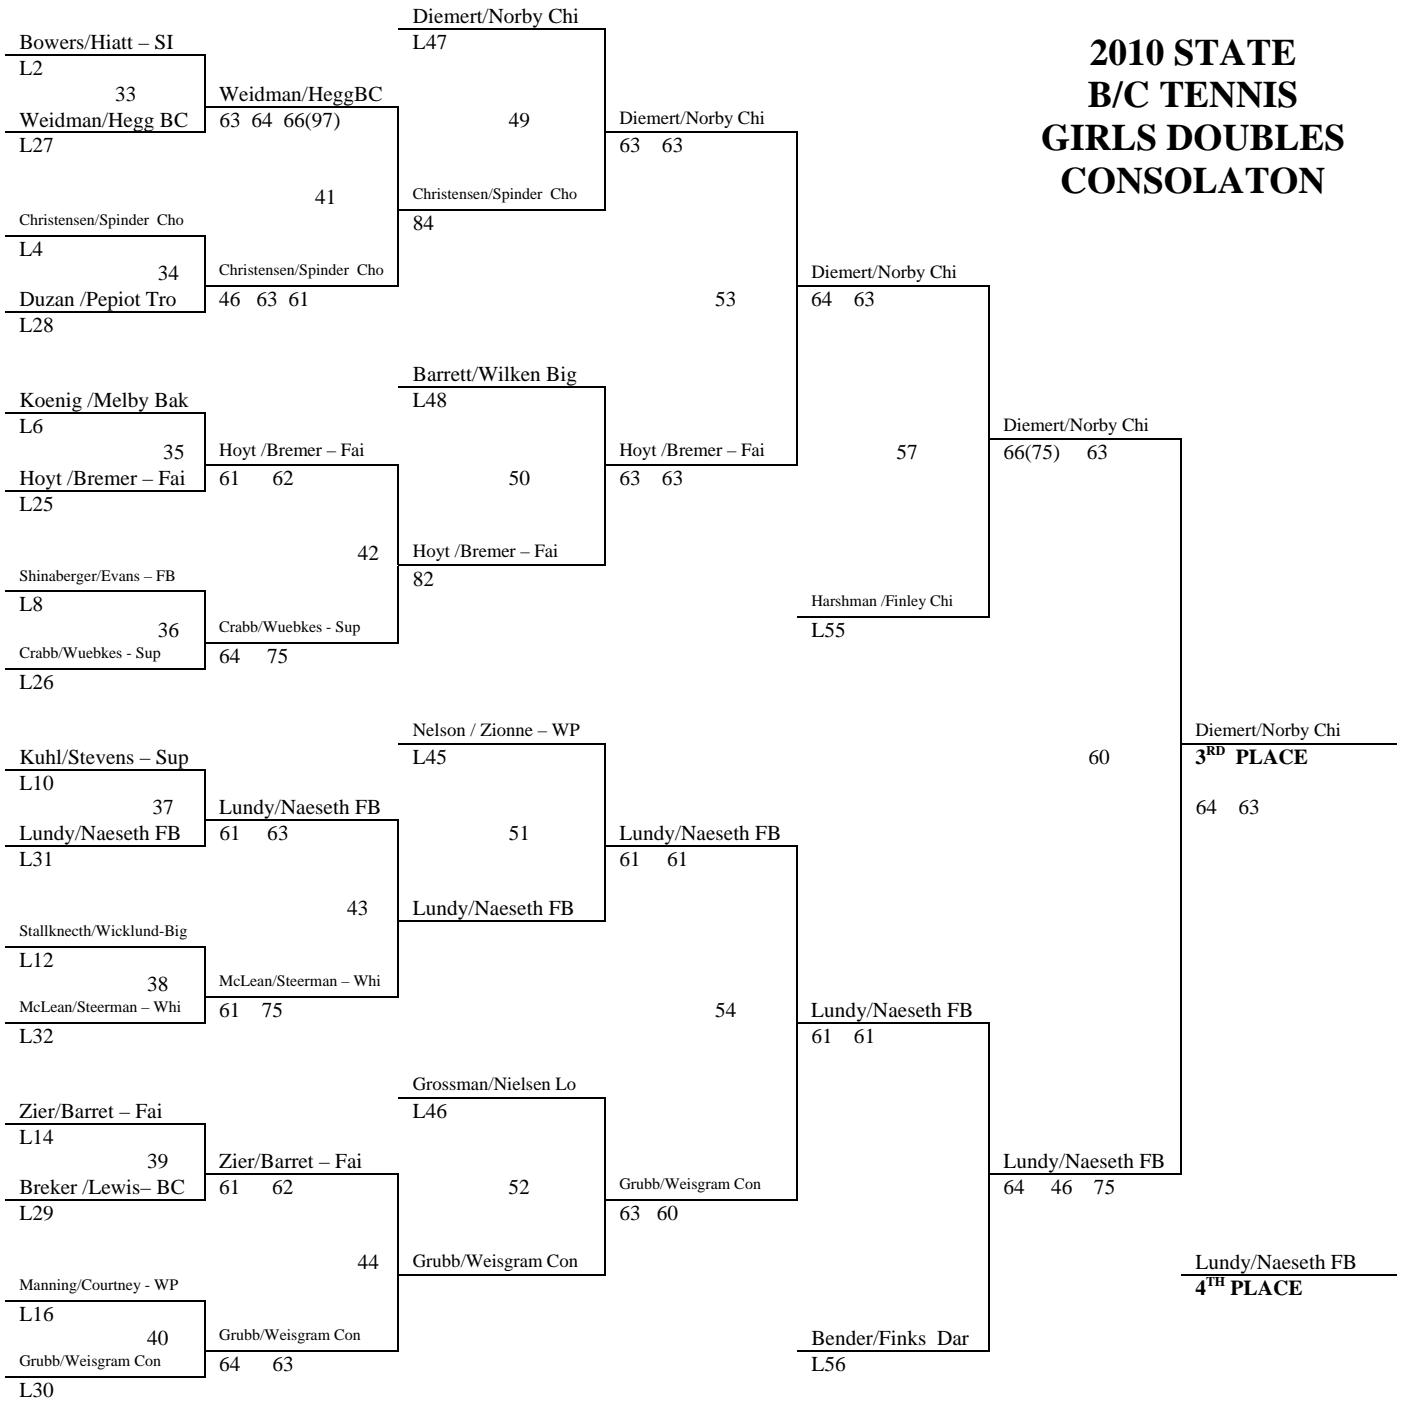 Diemert/Norby Chi
L47
2010 STATE
B/C TENNIS
GIRLS DOUBLES
CONSOLATON
Bowers/Hiatt – SI
L2
33
Weidman/Hegg BC
L27
Weidman/HeggBC
63 64 66(97)
49
Diemert/Norby Chi
63 63
41
Christensen/Spinder Cho
84
Christensen/Spinder Cho
L4
34
Duzan /Pepiot Tro
L28
Christensen/Spinder Cho
46 63 61
53
Diemert/Norby Chi
64 63
Barrett/Wilken Big
L48
Koenig /Melby Bak
L6
35
Hoyt /Bremer – Fai
L25
Hoyt /Bremer – Fai
61 62
50
Hoyt /Bremer – Fai
63 63
57
Diemert/Norby Chi
66(75) 63
42
Hoyt /Bremer – Fai
82
Shinaberger/Evans – FB
L8
36
Crabb/Wuebkes - Sup
L26
Crabb/Wuebkes - Sup
64 75
Harshman /Finley Chi
L55
Nelson / Zionne – WP
L45
Kuhl/Stevens – Sup
L10
37
Lundy/Naeseth FB
L31
Lundy/Naeseth FB
61 63
51
Lundy/Naeseth FB
61 61
60
Diemert/Norby Chi
3RD PLACE
64 63
43
Lundy/Naeseth FB
Stallknecth/Wicklund-Big
L12
38
McLean/Steerman – Whi
L32
McLean/Steerman – Whi
61 75
54
Lundy/Naeseth FB
61 61
Grossman/Nielsen Lo
L46
Zier/Barret – Fai
L14
39
Breker /Lewis– BC
L29
Zier/Barret – Fai
61 62
52
Grubb/Weisgram Con
63 60
Lundy/Naeseth FB
64 46 75
44
Grubb/Weisgram Con
Lundy/Naeseth FB
4TH PLACE
Manning/Courtney - WP
L16
40
Grubb/Weisgram Con
L30
Grubb/Weisgram Con
64 63
Bender/Finks Dar
L56